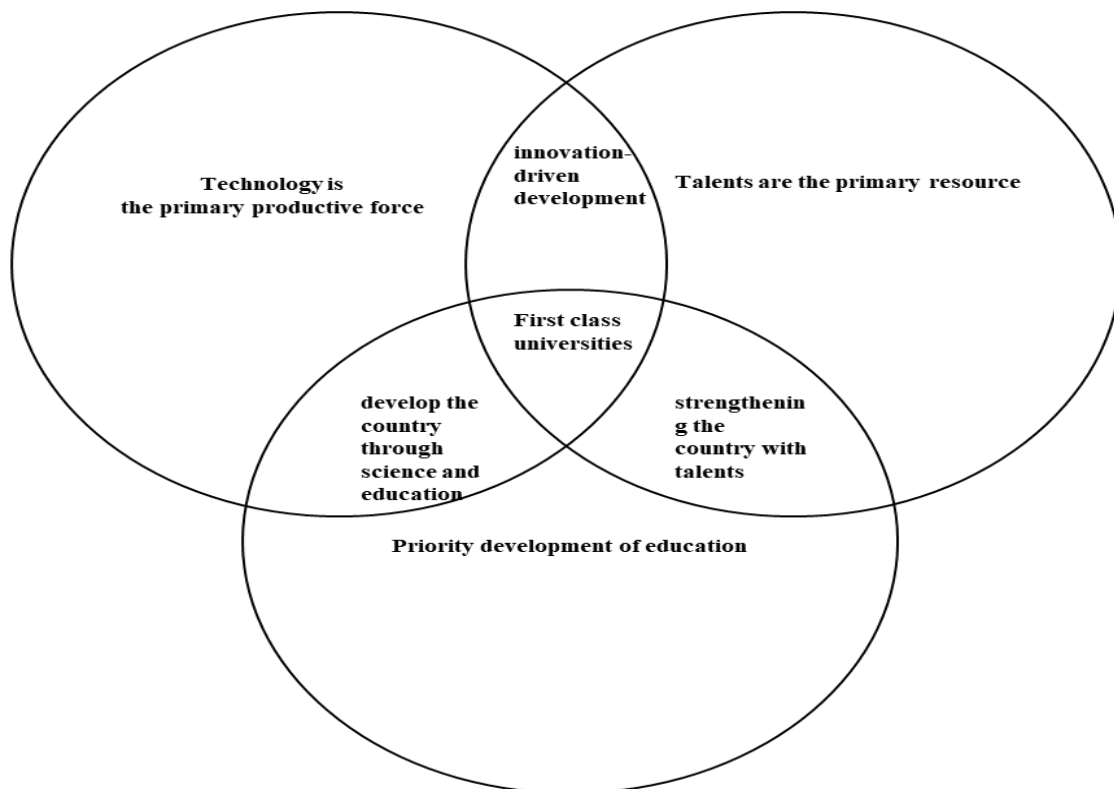 Technology is
the primary productive force
innovation-
driven
development
Talents are the primary resource
First class
universities
develop the
country
through
science and
education
strengthenin
g the
country with
talents
Priority development of education